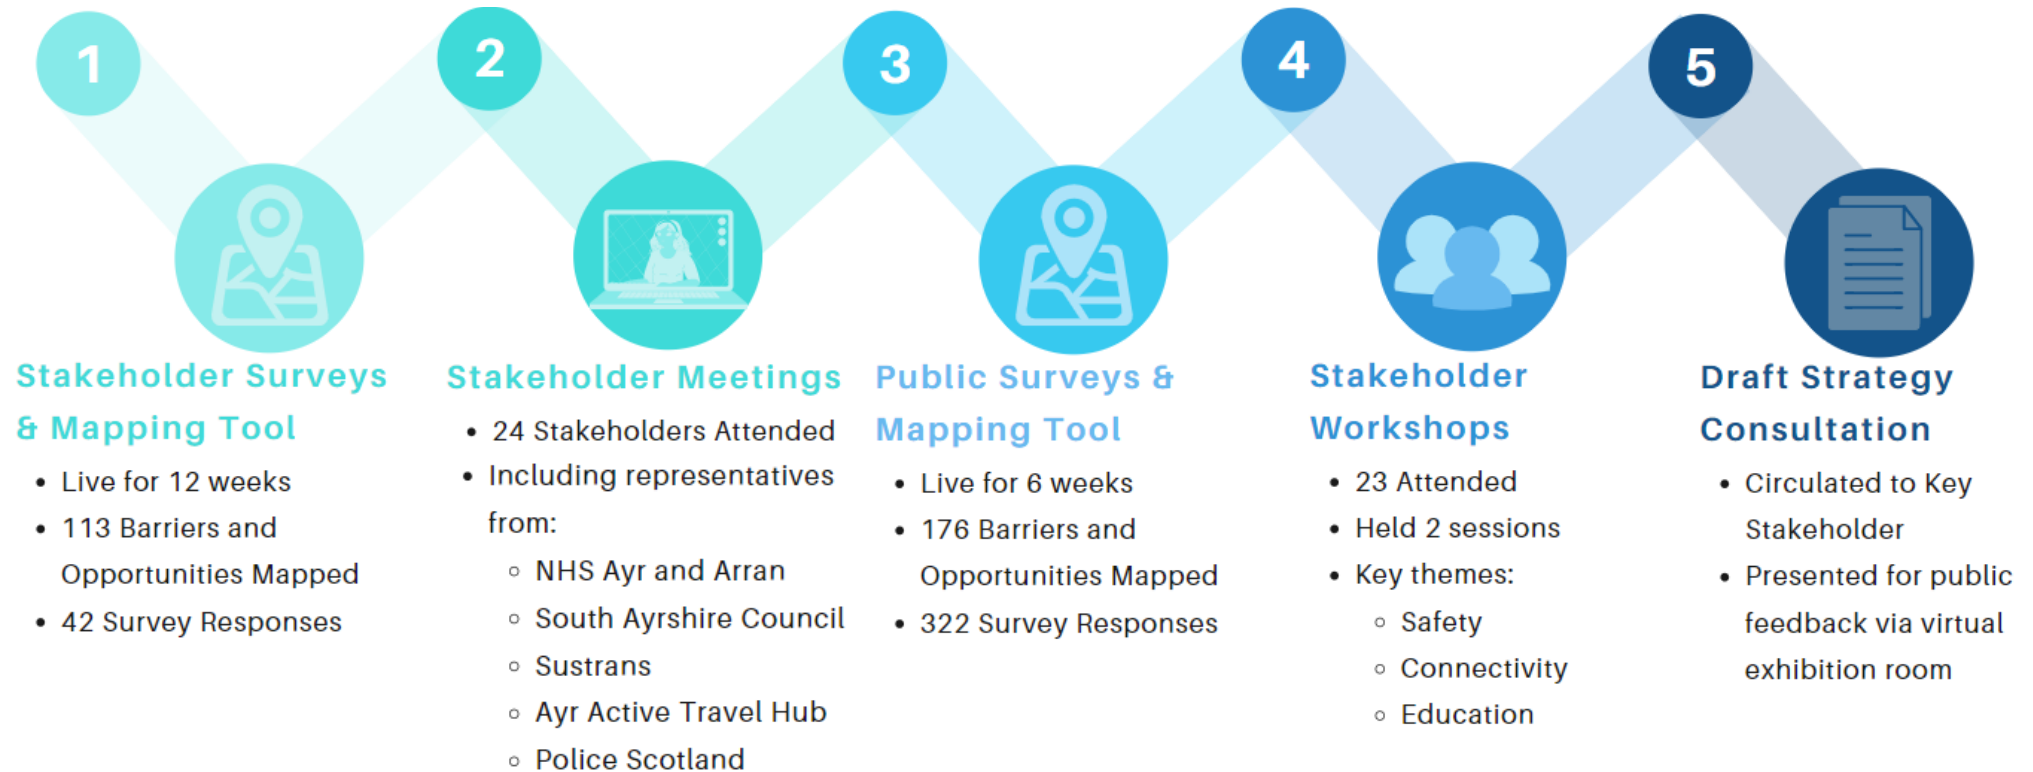 1
Stakeholder Surveys
& Mapping Tool
• Live for 12 weeks
• 113 Barriers and
Opportunities Mapped
• 42 Survey Responses
2
Stakeholder Meetings
• 24 Stakeholders Attended
• Including representatives
from:
◦ NHS Ayr and Arran
◦ South Ayrshire Council
◦ Sustrans
◦ Ayr Active Travel Hub
◦ Police Scotland
3
Public Surveys &
Mapping Tool
• Live for 6 weeks
• 176 Barriers and
Opportunities Mapped
• 322 Survey Responses
4
Stakeholder
Workshops
• 23 Attended
• Held 2 sessions
• Key themes:
◦ Safety
◦ Connectivity
◦ Education
5
Draft Strategy
Consultation
• Circulated to Key
Stakeholder
• Presented for public
feedback via virtual
exhibition room